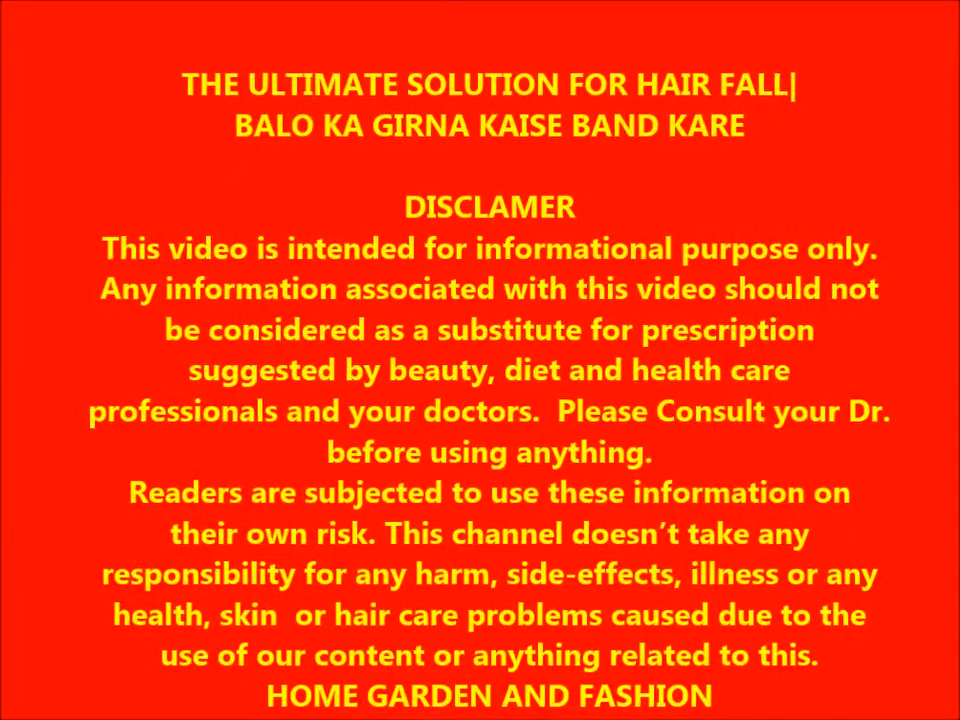 THE ULTIMATE SOLUTION FOR HAIR FALL|
BALO KA GIRNA KAISE BAND KARE
DISCLAMER
This video is intended for informational purpose only.
Any information associated with this video should not
be considered as a substitute for prescription
suggested by beauty, diet and health care
professionals and your doctors.  Please Consult your Dr.
before using anything.
Readers are subjected to use these information on
their own risk. This channel doesn’t take any
responsibility for any harm, side-effects, illness or any
health, skin  or hair care problems caused due to the
use of our content or anything related to this.
HOME GARDEN AND FASHION